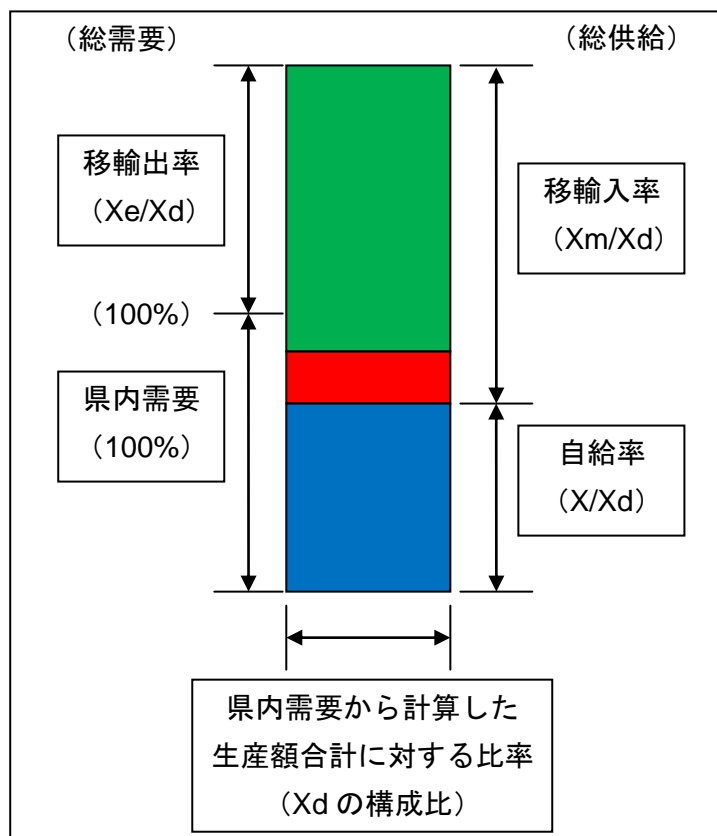 （総需要）
（総供給）
移輸出率
（Xe/Xd）
移輸入率
（Xm/Xd）
（100%）
県内需要
（100%）
自給率
（X/Xd）
県内需要から計算した
生産額合計に対する比率
（Xd の構成比）